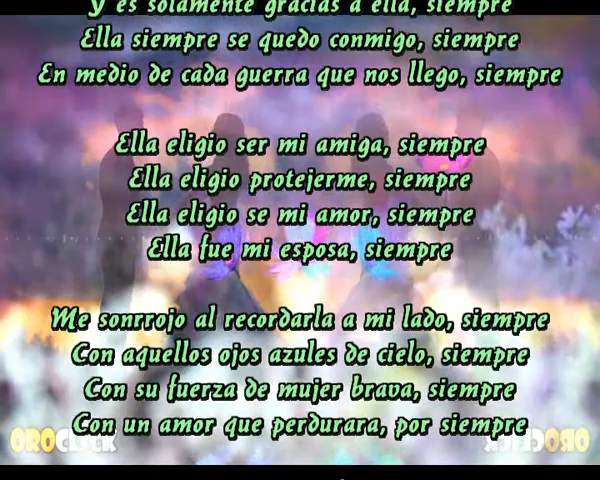 Y es solamente gracias a ella, siempre
Ella siempre se quedo conmigo, siempre
En medio de cada guerra que nos llego, siempre
Ella eligio ser mi amiga, siempre
Ella eligio protejerme, siempre
Ella eligio se mi amor, siempre
Ella fue mi esposa, siempre
Me sonrrojo al recordarla a mi lado, siempre
Con aquellos ojos azules de cielo, siempre
Con su fuerza de mujer brava, siempre
Con un amor que perdurara, por siempre
OROCLICK